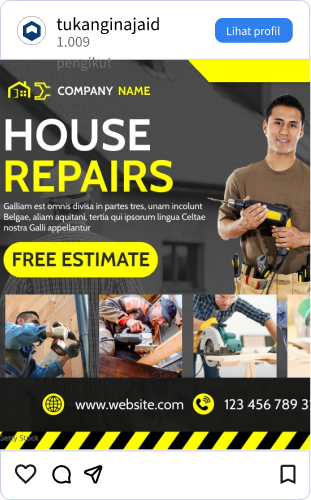 tukanginajaid
1.009
pengikut
Lihat profil
COMPANY NAME
HOUSE
REPAIRS
Galliam est omnis divisa in partes tres, unam incolunt
Belgae, aliam aquitani, tertia qui ipsorum lingua Celtae
nostra Galli appellantur
FREE ESTIMATE
www.website.com
123 456 789
Getty Stock